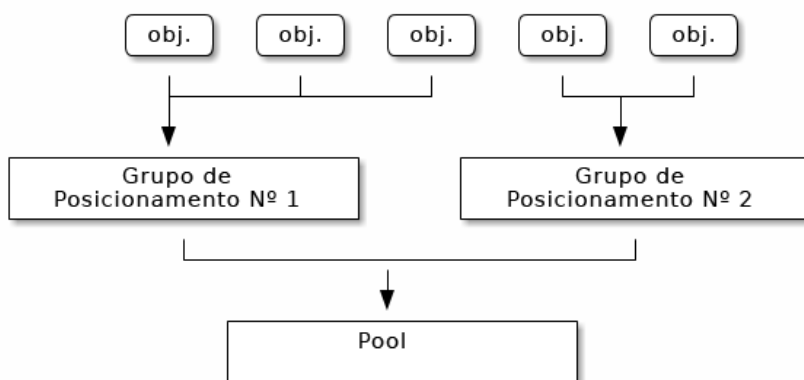 obj. obj. obj. obj. obj.
Grupo de
Posicionamento Nº 1
Grupo de
Posicionamento Nº 2
Pool